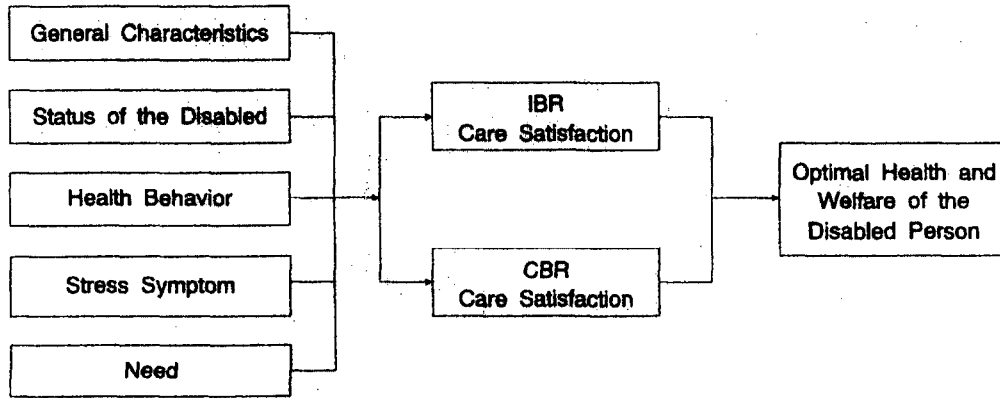 General Characteristics
Status of the Disabled
Health Behavior
Stress Symptom
Need
IBR
Care Satisfaction
CBR
Care Satisfaction
Optimal Health and
Welfare of the
Disabled Person